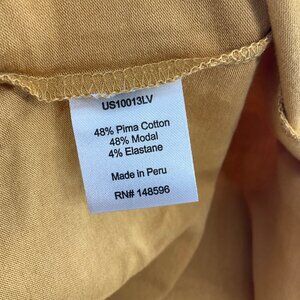 US10013LV
48% Pima Cotton
48% Modal
4% Elastane
Made in Peru
RN# 148596